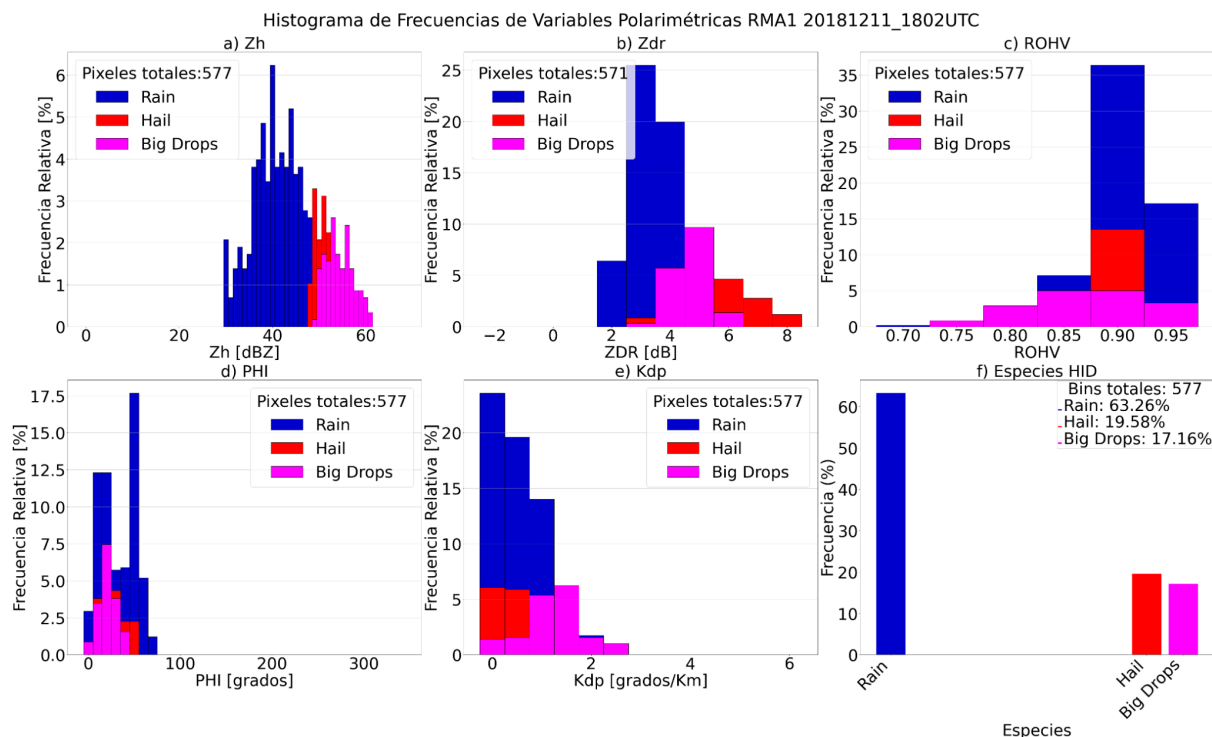 Histograma de Frecuencias de Variables Polarimétricas RMA1 20181211_1802UTC
a) Zh
Frecuencia Relativa [%]
6
5
4
3
2
1
0
Pixeles totales:577
Rain
Hail
Big Drops
0 20 40 60
Zh [dBZ]
b) Zdr
Frecuencia Relativa [%]
25
20
15
10
5
0
Pixeles totales:571
Rain
Hail
Big Drops
−2 0 2 4 6 8
ZDR [dB]
c) ROHV
Frecuencia Relativa [%]
35
30
25
20
15
10
5
0
Pixeles totales:577
Rain
Hail
Big Drops
0.70 0.75 0.80 0.85 0.90 0.95
ROHV
d) PHI
Frecuencia Relativa [%]
17.5
15.0
12.5
10.0
7.5
5.0
2.5
0.0
Pixeles totales:577
Rain
Hail
Big Drops
0 100 200 300
PHI [grados]
e) Kdp
Frecuencia Relativa [%]
20
15
10
5
0
Pixeles totales:577
Rain
Hail
Big Drops
0 2 4 6
Kdp [grados/Km]
f) Especies HID
Frecuencia (%)
60
50
40
30
20
10
0
Bins totales: 577
Rain: 63.26%
Hail: 19.58%
Big Drops: 17.16%
Rain
Hail
Big Drops
Especies